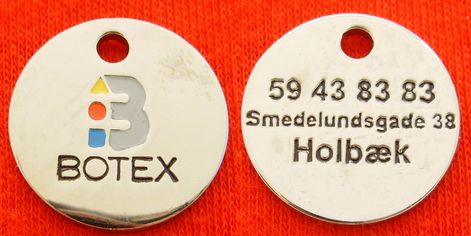 BOTEX
59 43 83 83
Smedelundsgade 38
Holbæk